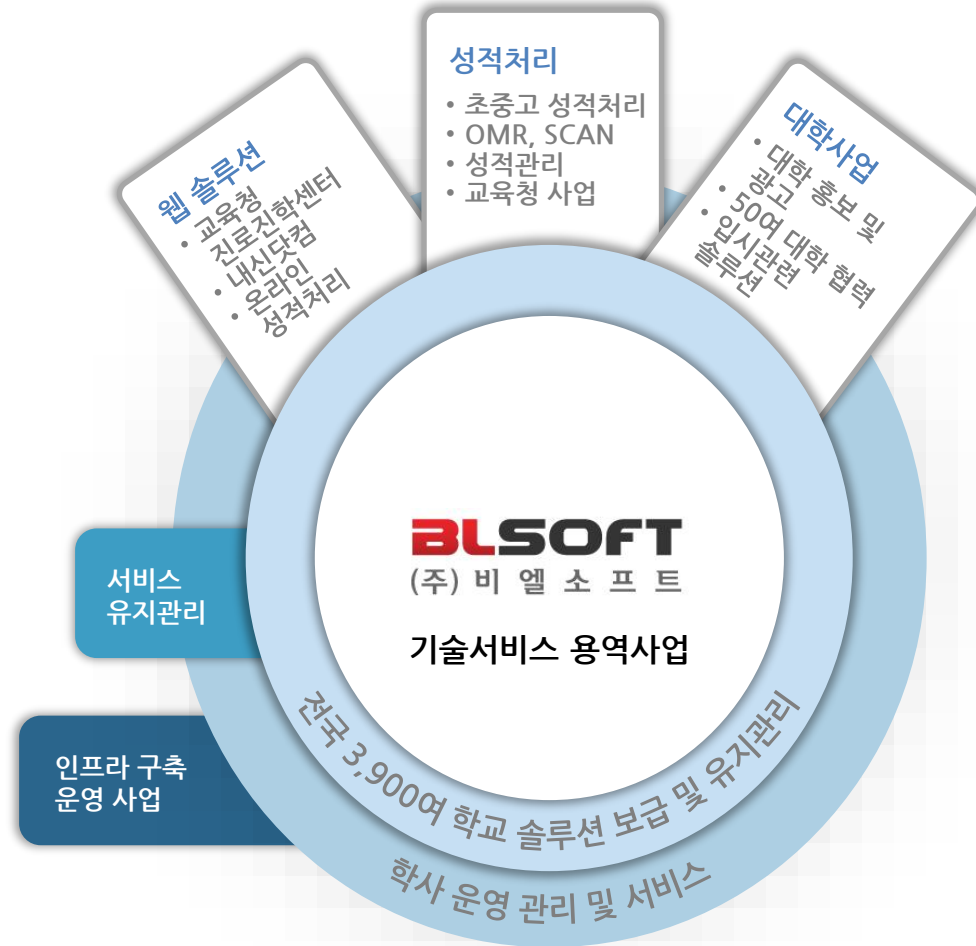 성적처리
• 초중고 성적처리
• OMR, SCAN
• 성적관리
• 교육청 사업
웹 솔루션
• 교육청
진로진학센터
• 내신닷컴
• 온라인
성적처리
대학사업
• 대학 홍보 및
광고
• 50여 대학 협력
• 입시관련
솔루션
BLSOFT
(주) 비 엘 소 프 트
기술서비스 용역사업
서비스
유지관리
인프라 구축
운영 사업
전국 3,900여 학교 솔루션 보급 및 유지관리
학사 운영 관리 및 서비스